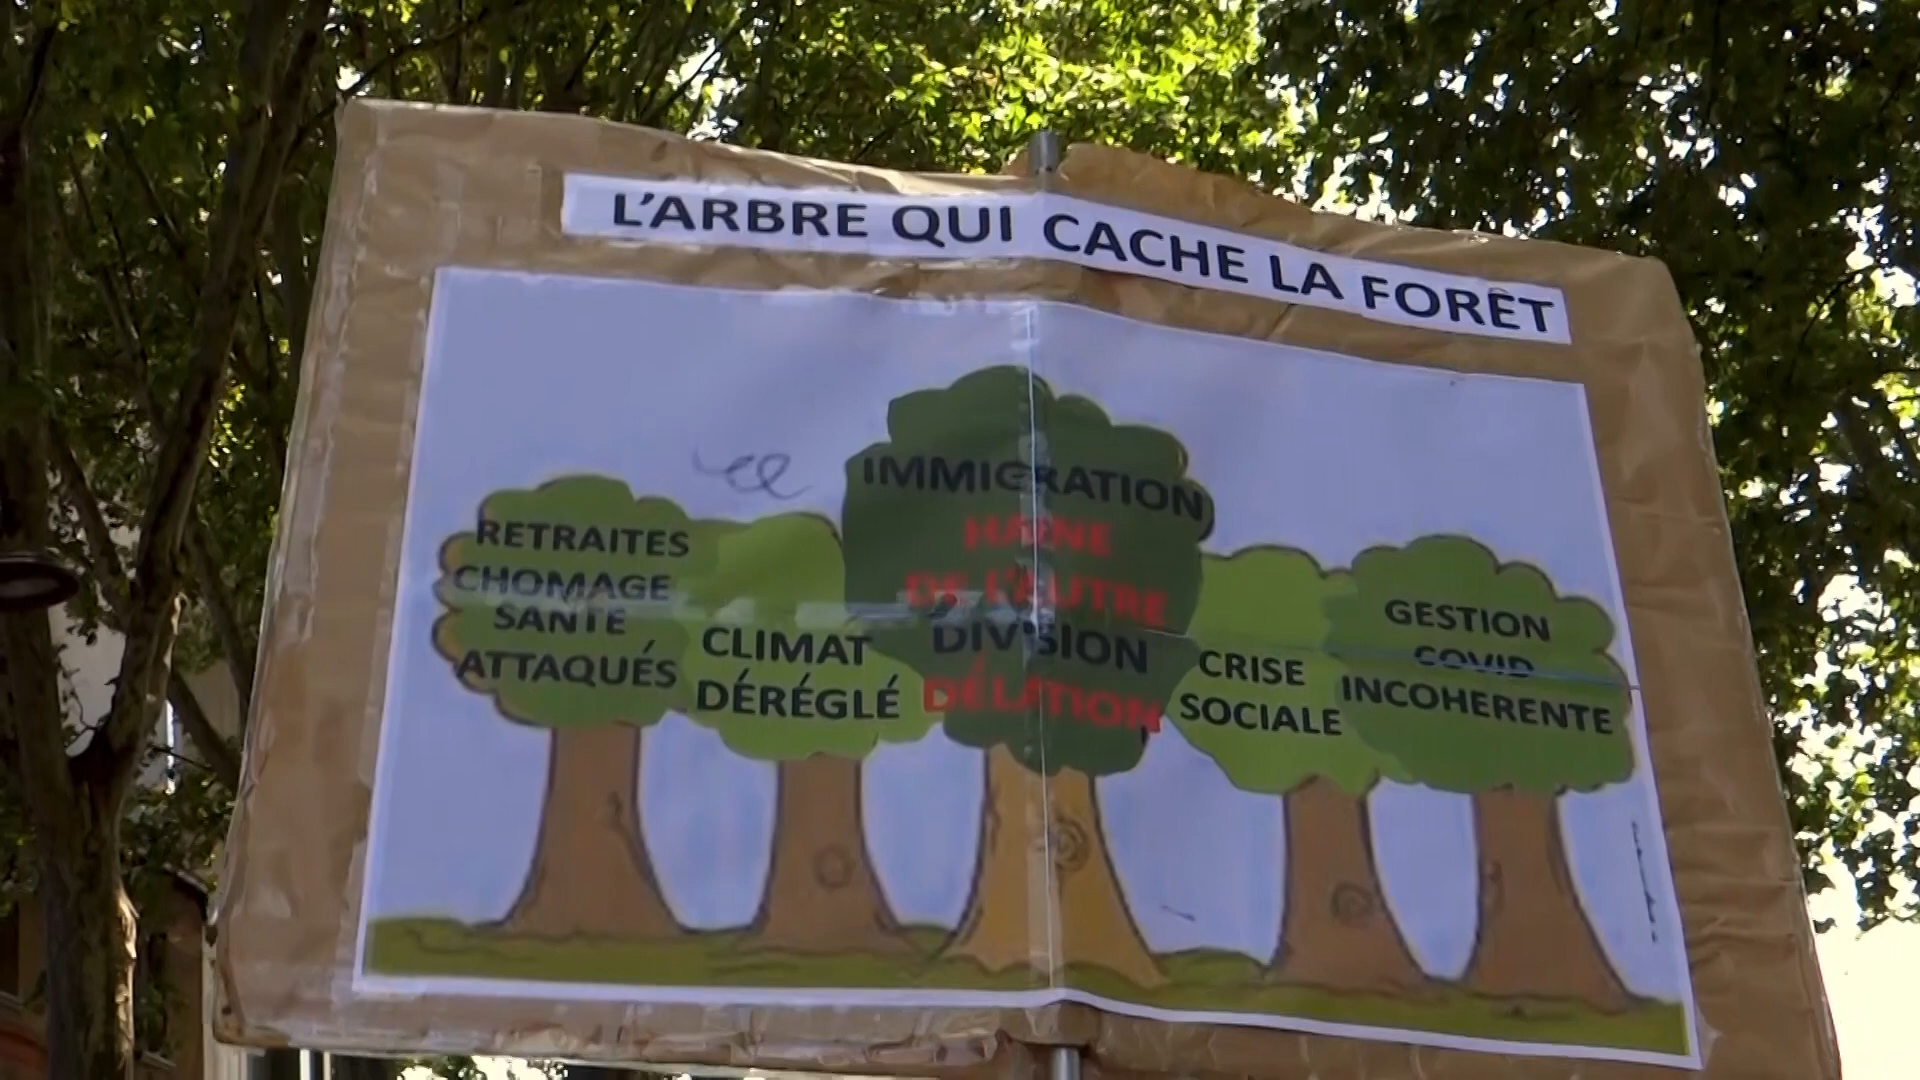 L'ARBRE QUI CACHE LA FORÊT
RETRAITES
CHOMAGE
SANTE
ATTAQUÉS
CLIMAT
DÉRÉGLÉ
IMMIGRATION
HAINE
DE L'AUTRE
DIVISION
DÉLATION
CRISE
SOCIALE
GESTION
COVID
INCOHERENTE